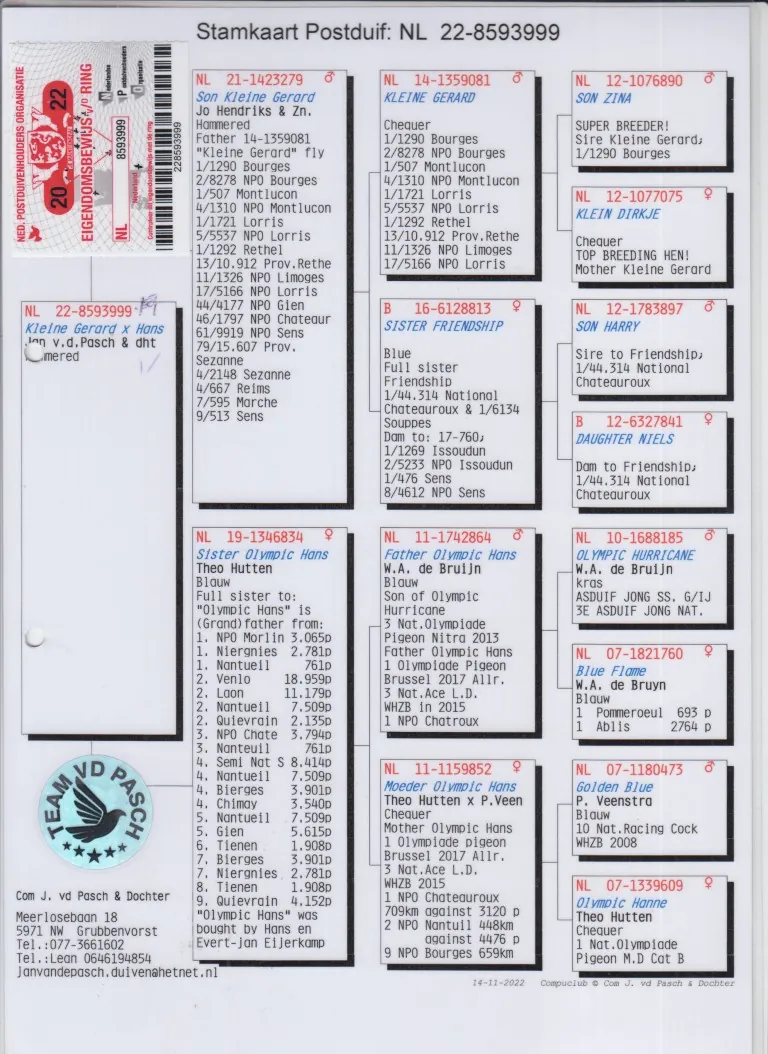 Stamkaart Postduif: NL 22-8593999
NED. POSTDUIVENHOUDERS ORGANISATIE
20 22
EIGENDOMSBEWIJS v/d RING
NL 8593999
Nederlandse
Postduivenhouders
Organisatie
Controleer dit eigendomsbewijs met de ring
228593999
NL 22-8593999
Kleine Gerard x Hans
Jan v.d.Pasch & dht
mered
NL 21-1423279 ♂
Son Kleine Gerard
Jo Hendriks & Zn.
Hammered
Father 14-1359081
"Kleine Gerard" fly
1/1290 Bourges
2/8278 NPO Bourges
1/507 Montlucon
4/1310 NPO Montlucon
1/1721 Lorris
5/5537 NPO Lorris
1/1292 Rethel
13/10.912 Prov.Rethe
11/1326 NPO Limoges
17/5166 NPO Lorris
44/4177 NPO Gien
46/1797 NPO Chateaur
61/9919 NPO Sens
79/15.607 Prov.
Sezanne
4/2148 Sezanne
4/667 Reims
7/595 Marche
9/513 Sens
NL 19-1346834 ♀
Sister Olympic Hans
Theo Hutten
Blauw
Full sister to:
"Olympic Hans" is
(Grand)father from:
1. NPO Morlin 3.065p
1. Niergnies 2.781p
1. Nantueil 761p
2. Venlo 18.959p
2. Laon 11.179p
2. Nantueil 7.509p
2. Quievrain 2.135p
3. NPO Chate 3.794p
3. Nanteuil 761p
4. Semi Nat S 8.414p
4. Nantueil 7.509p
4. Bierges 3.901p
4. Chimay 3.540p
5. Nantueil 7.509p
5. Gien 5.615p
6. Tienen 1.908p
7. Bierges 3.901p
7. Niergnies 2.781p
8. Tienen 1.908p
9. Quievrain 4.152p
"Olympic Hans" was
bought by Hans en
Evert-Jan Eijerkamp
NL 14-1359081 ♂
KLEINE GERARD
Chequer
1/1290 Bourges
2/8278 NPO Bourges
1/507 Montlucon
4/1310 NPO Montlucon
1/1721 Lorris
5/5537 NPO Lorris
1/1292 Rethel
13/10.912 Prov.Rethe
11/1326 NPO Limoges
17/5166 NPO Lorris
B 16-6128813 ♀
SISTER FRIENDSHIP
Blue
Full sister
Friendship
1/44.314 National
Chateauroux & 1/6134
Souppes
Dam to: 17-760,
1/1269 Issoudun
2/5233 NPO Issoudun
1/476 Sens
8/4612 NPO Sens
NL 11-1742864 ♂
Father Olympic Hans
W.A. de Bruijn
Blauw
Son of Olympic
Hurricane
3 Nat.Olympiade
Pigeon Nitra 2013
Father Olympic Hans
1 Olympiade Pigeon
Brussel 2017 Allr.
3 Nat.Ace L.D.
WHZB in 2015
1 NPO Chatroux
NL 11-1159852 ♀
Moeder Olympic Hans
Theo Hutten x P.Veen
Chequer
Mother Olympic Hans
1 Olympiade pigeon
Brussel 2017 Allr.
3 Nat.Ace L.D.
WHZB 2015
1 NPO Chateauroux
709km against 3120 p
2 NPO Nantuil 448km
against 4476 p
9 NPO Bourges 659km
NL 12-1076890 ♂
SON ZINA
SUPER BREEDER!
Sire Kleine Gerard,
1/1290 Bourges
NL 12-1077075 ♀
KLEIN DIRKJE
Chequer
TOP BREEDING HEN!
Mother Kleine Gerard
NL 12-1783897 ♂
SON HARRY
Sire to Friendship,
1/44.314 National
Chateauroux
B 12-6327841 ♀
DAUGHTER NIELS
Dam to Friendship,
1/44.314 National
Chateauroux
NL 10-1688185 ♂
OLYMPIC HURRICANE
W.A. de Bruijn
kras
ASDUIF JONG SS. G/IJ
3E ASDUIF JONG NAT.
NL 07-1821760 ♀
Blue Flame
W.A. de Bruyn
Blauw
1 Pommeroeul 693 p
1 Ablis 2764 p
NL 07-1180473 ♂
Golden Blue
P. Veenstra
Blauw
10 Nat.Racing Cock
WHZB 2008
NL 07-1339609 ♀
Olympic Hanne
Theo Hutten
Chequer
1 Nat.Olympiade
Pigeon M.D Cat B
TEAM VD PASCH
Com J. vd Pasch & Dochter
Meerlosebaan 18
5971 NW Grubbenvorst
Tel.:077-3661602
Tel.:Lean 0646194854
janvandepasch.duiven@hetnet.nl
14-11-2022 Compuclub © Com J. vd Pasch & Dochter